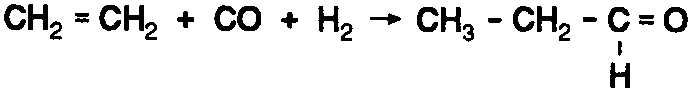 CH₂=CH₂ + CO + H₂ → CH₃-CH₂-C=O
H